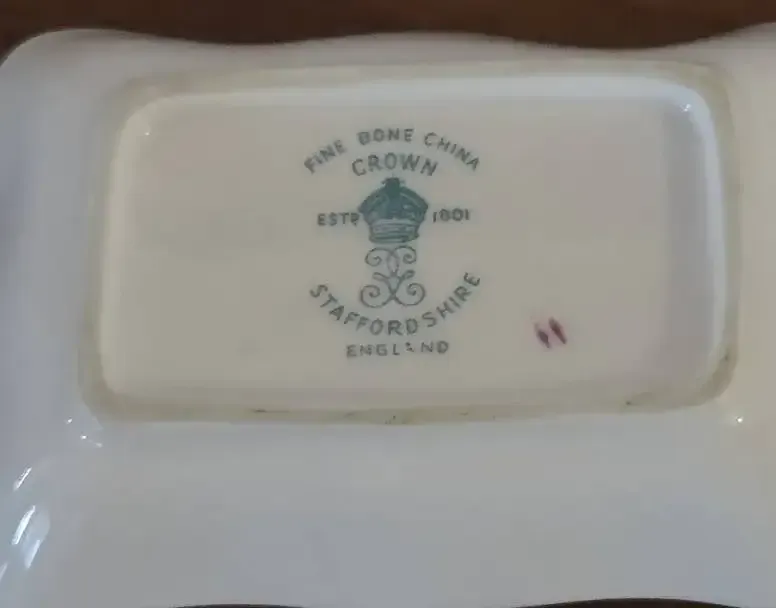 FINE BONE CHINA
CROWN
ESTD 1801
STAFFORDSHIRE
ENGLAND